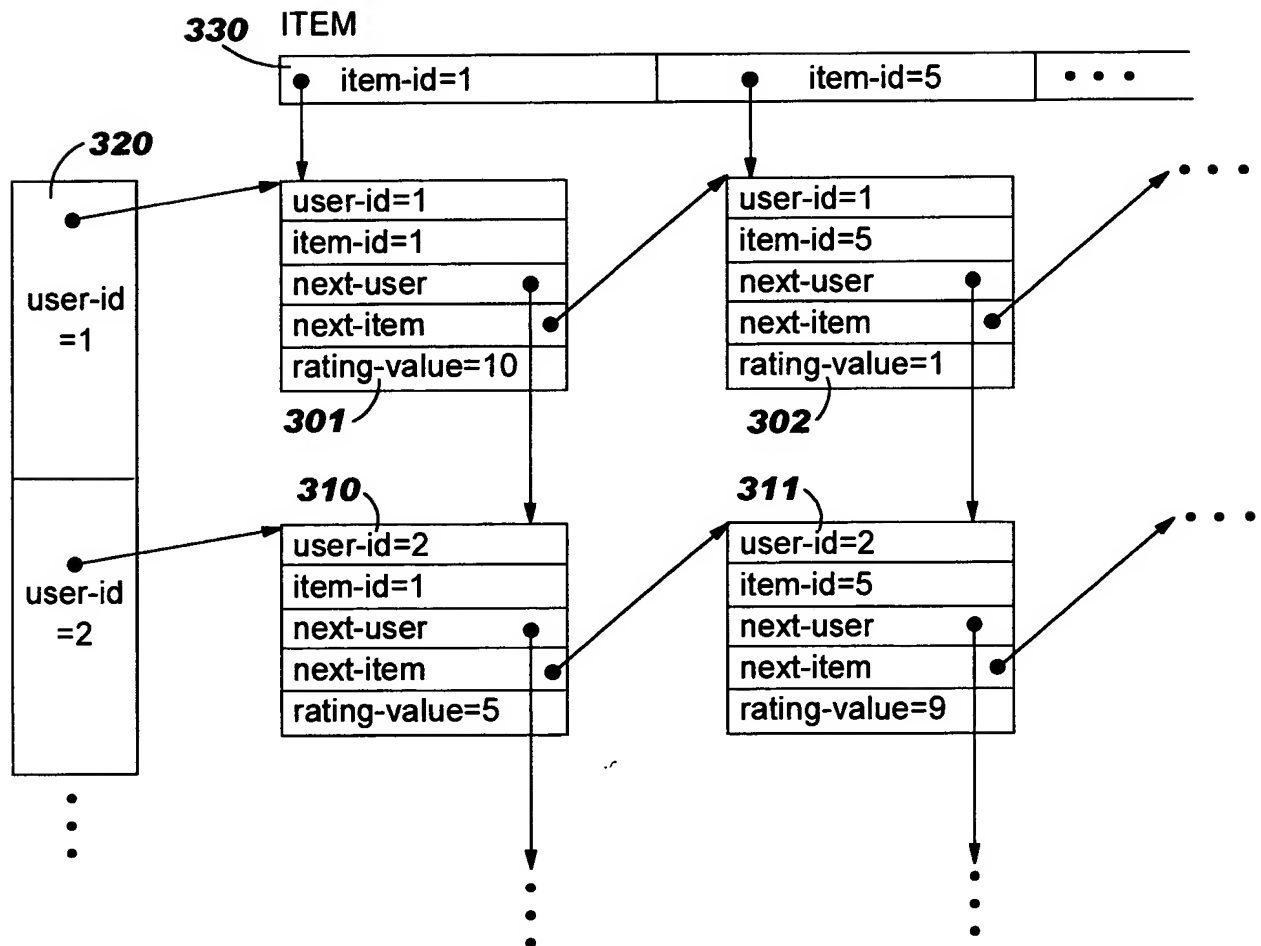 ITEM
330
item-id=1
item-id=5
320
user-id
=1
user-id=1
item-id=1
next-user
next-item
rating-value=10
301
user-id=1
item-id=5
next-user
next-item
rating-value=1
302
user-id
=2
310
user-id=2
item-id=1
next-user
next-item
rating-value=5
311
user-id=2
item-id=5
next-user
next-item
rating-value=9